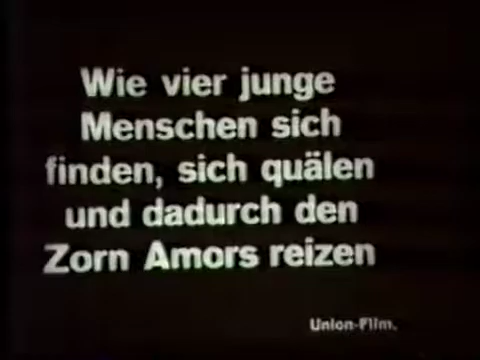 Wie vier junge
Menschen sich
finden, sich quälen
und dadurch den
Zorn Amors reizen
Union-Film.